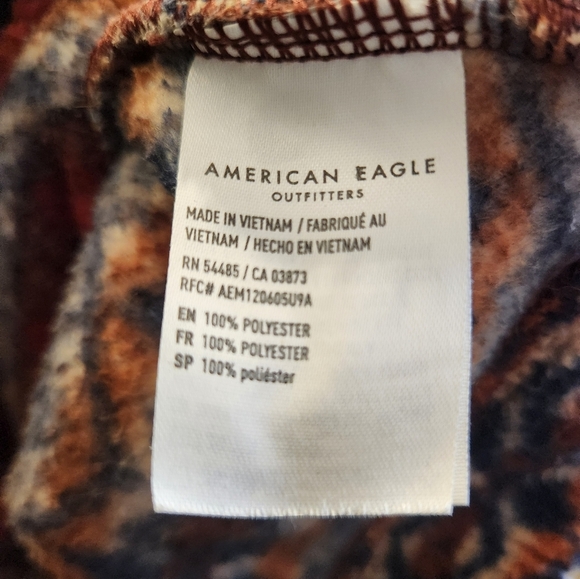 AMERICAN EAGLE
OUTFITTERS
MADE IN VIETNAM / FABRIQUÉ AU
VIETNAM / HECHO EN VIETNAM
RN 54485 / CA 03873
RFC# AEM120605U9A
EN 100% POLYESTER
FR 100% POLYESTER
SP 100% poliéster